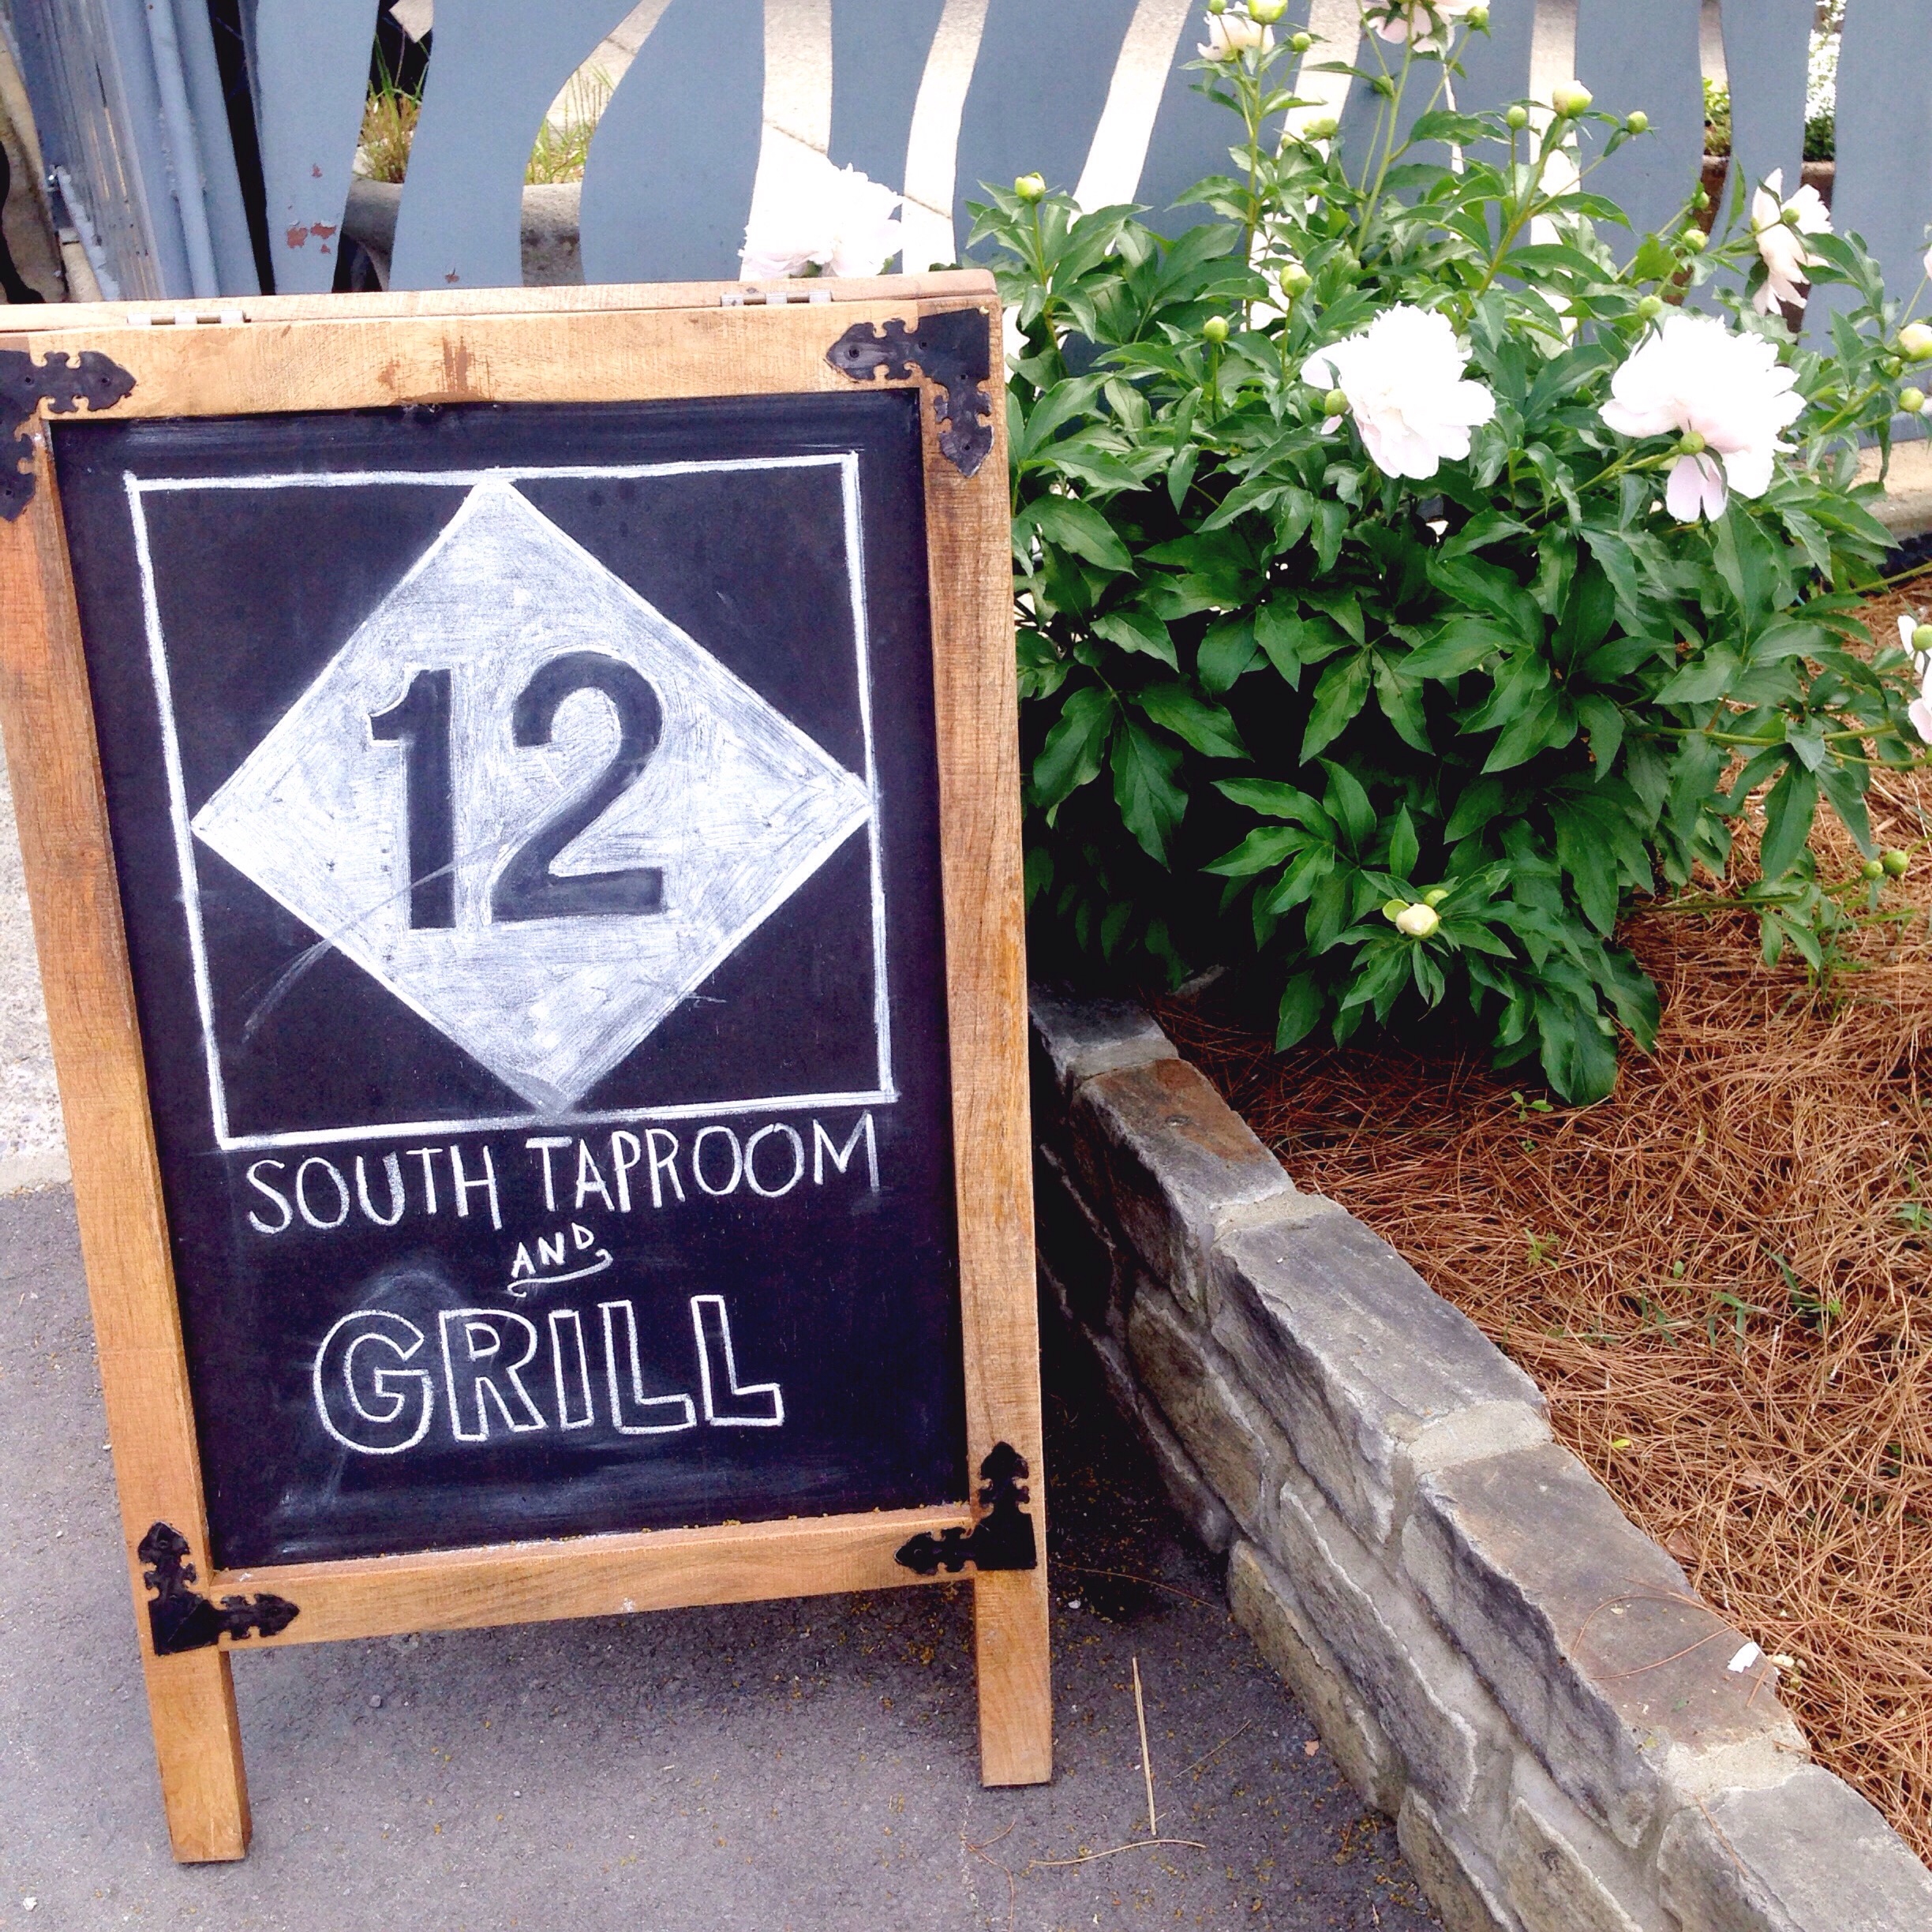 12
SOUTH TAPROOM
AND
GRILL